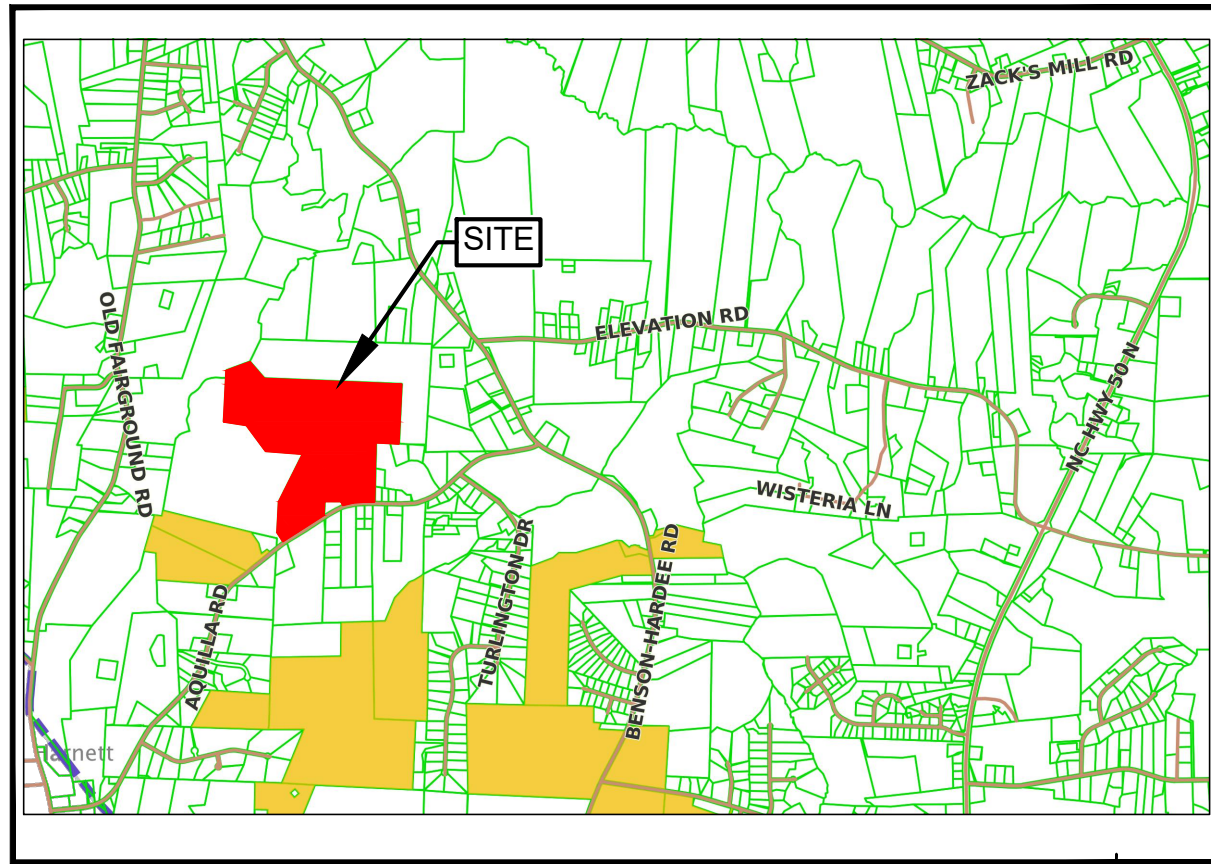 ZACK'S MILL RD
SITE
OLD FAIRGROUND RD
ELEVATION RD
NC HWY 50 N
WISTERIA LN
TURLINGTON DR
BENSON-HARDEE RD
AQUILLA RD
Harnett